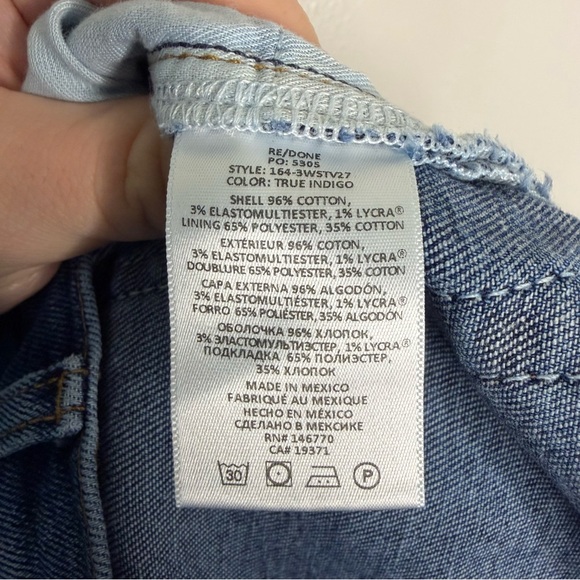 RE/DONE
PO: 5305
STYLE: 164-3WSTV27
COLOR: TRUE INDIGO
SHELL 96% COTTON,
3% ELASTOMULTIESTER, 1% LYCRA®
LINING 65% POLYESTER, 35% COTTON
EXTÉRIEUR 96% COTON,
3% ELASTOMULTIESTER, 1% LYCRA®
DOUBLURE 65% POLYESTER, 35% COTON
CAPA EXTERNA 96% ALGODÓN,
3% ELASTOMULTIESTER, 1% LYCRA®
FORRO 65% POLIÉSTER, 35% ALGODÓN
ОБОЛОЧКА 96% ХЛОПОК,
3% ЭЛАСТОМУЛЬТИЭСТЕР, 1% LYCRA®
ПОДКЛАДКА 65% ПОЛИЭСТЕР,
35% ХЛОПОК
MADE IN MEXICO
FABRIQUÉ AU MEXIQUE
HECHO EN MÉXICO
СДЕЛАНО В МЕКСИКЕ
RN# 146770
CA# 19371
30 P